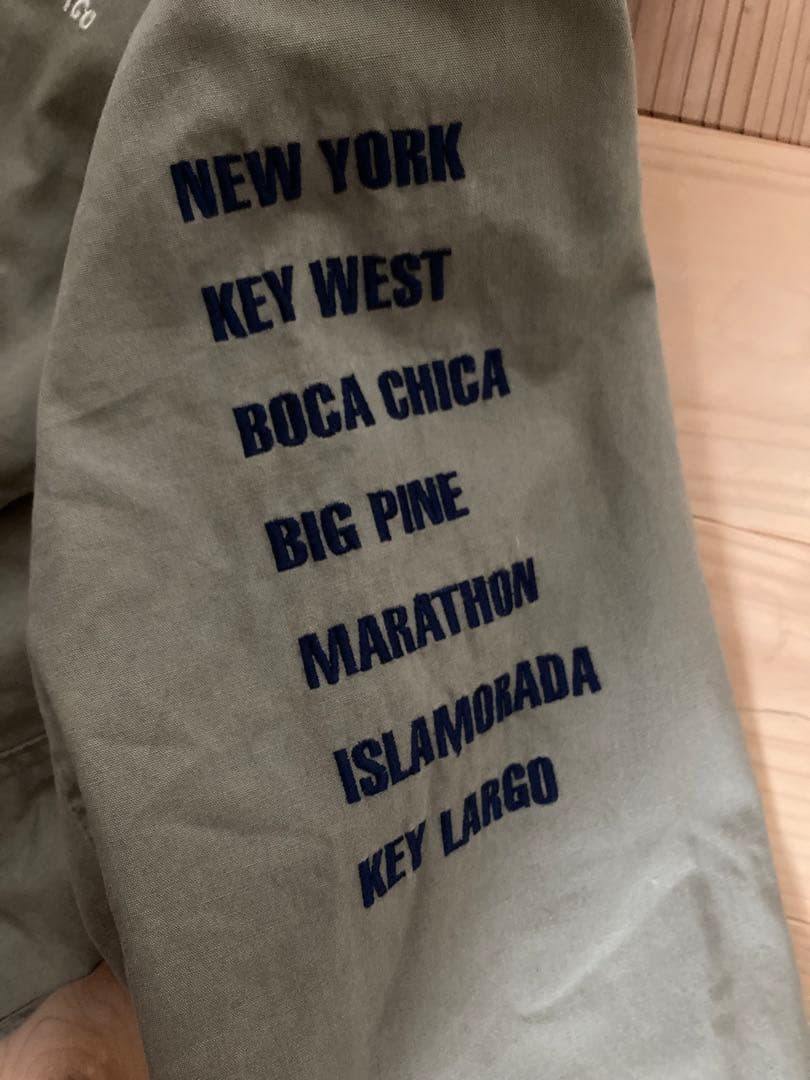 NEW YORK
KEY WEST
BOCA CHICA
BIG PINE
MARATHON
ISLAMORADA
KEY LARGO